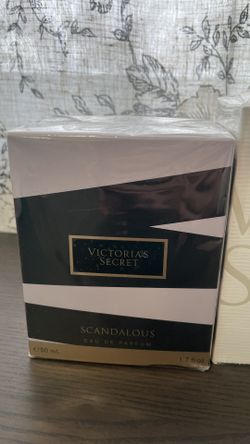 VICTORIA'S
SECRET
SCANDALOUS
EAU DE PARFUM
℮/50 mL
1.7 fl oz